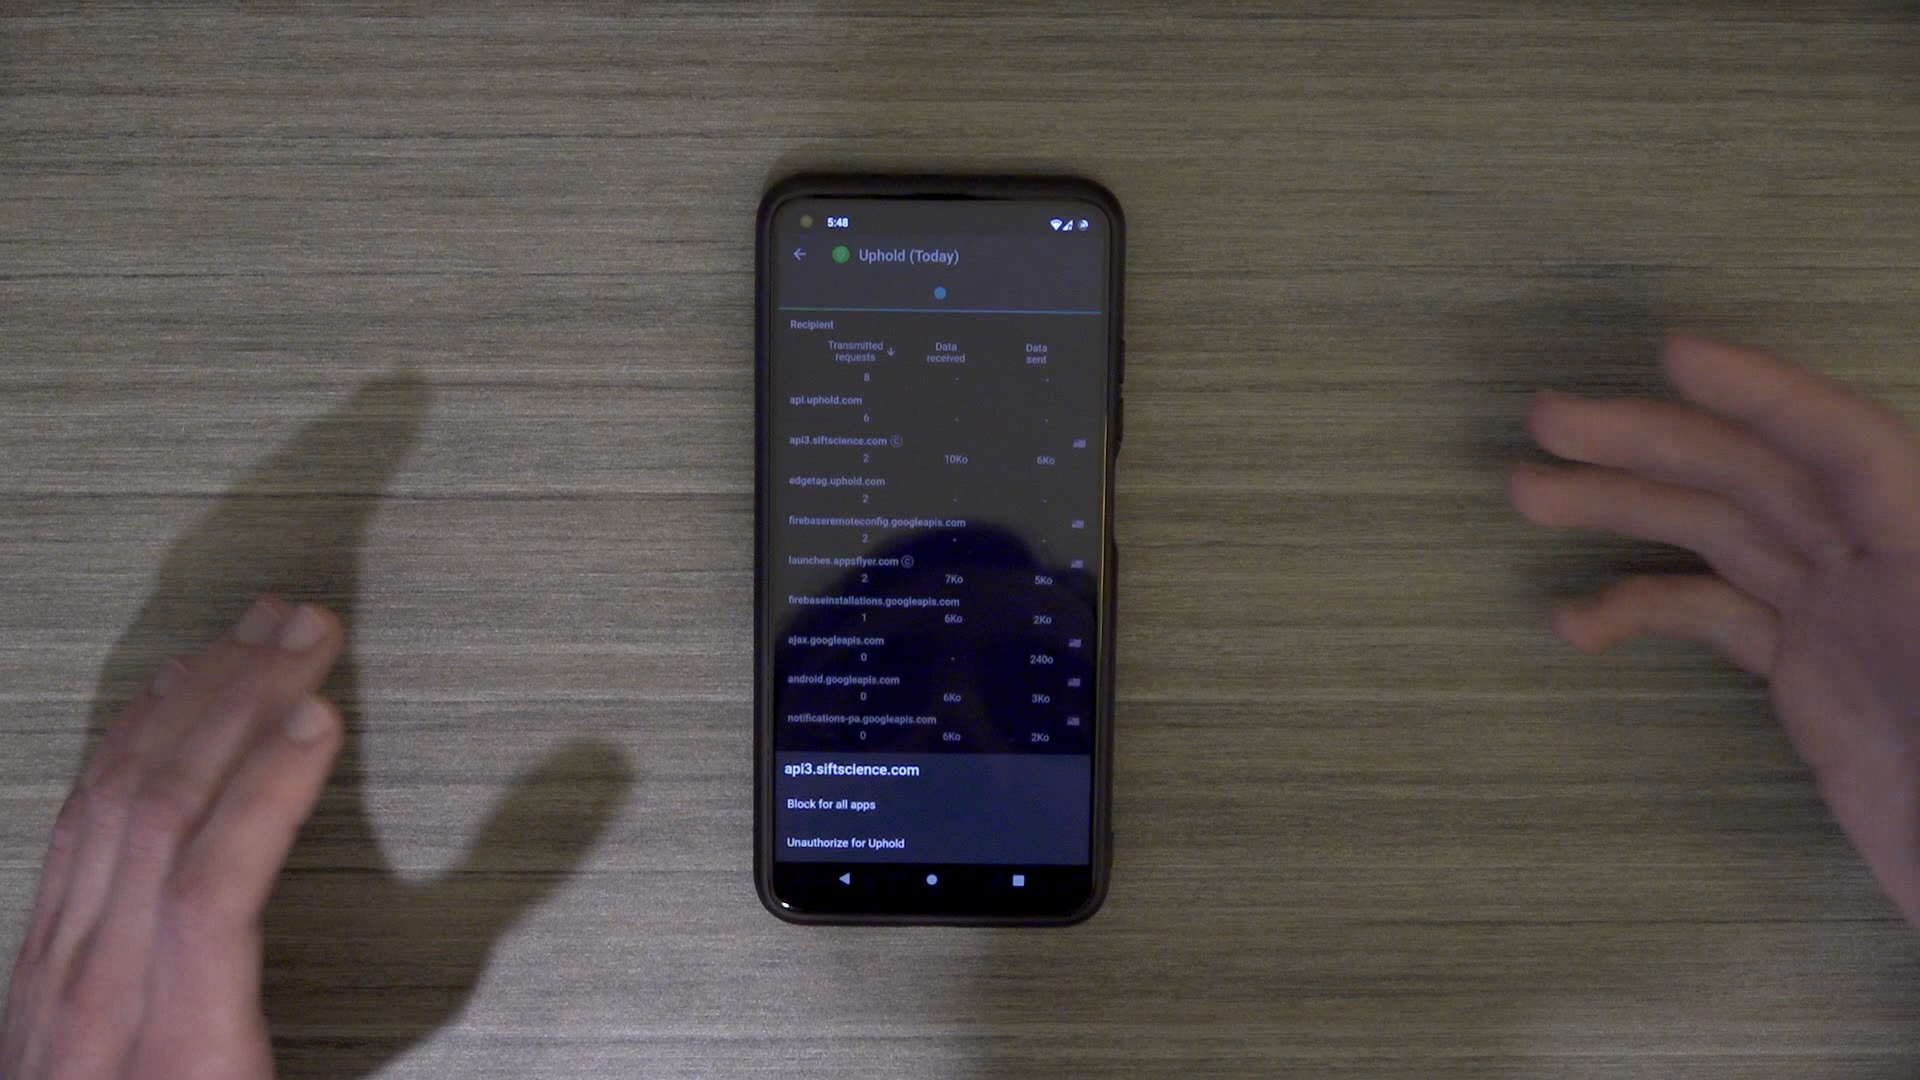 5:48
Uphold (Today)
Recipient
Transmitted requests
Data received
Data sent
8 - -
api.uphold.com
6 - -
api3.siftscience.com ©
2 10Ko 6Ko
edgetag.uphold.com
2 - -
firebaseremoteconfig.googleapis.com
2 - -
launches.appsflyer.com ©
2 7Ko 5Ko
firebaseinstallations.googleapis.com
1 6Ko 2Ko
ajax.googleapis.com
0 - 240o
android.googleapis.com
0 6Ko 3Ko
notifications-pa.googleapis.com
0 6Ko 2Ko
api3.siftscience.com
Block for all apps
Unauthorize for Uphold